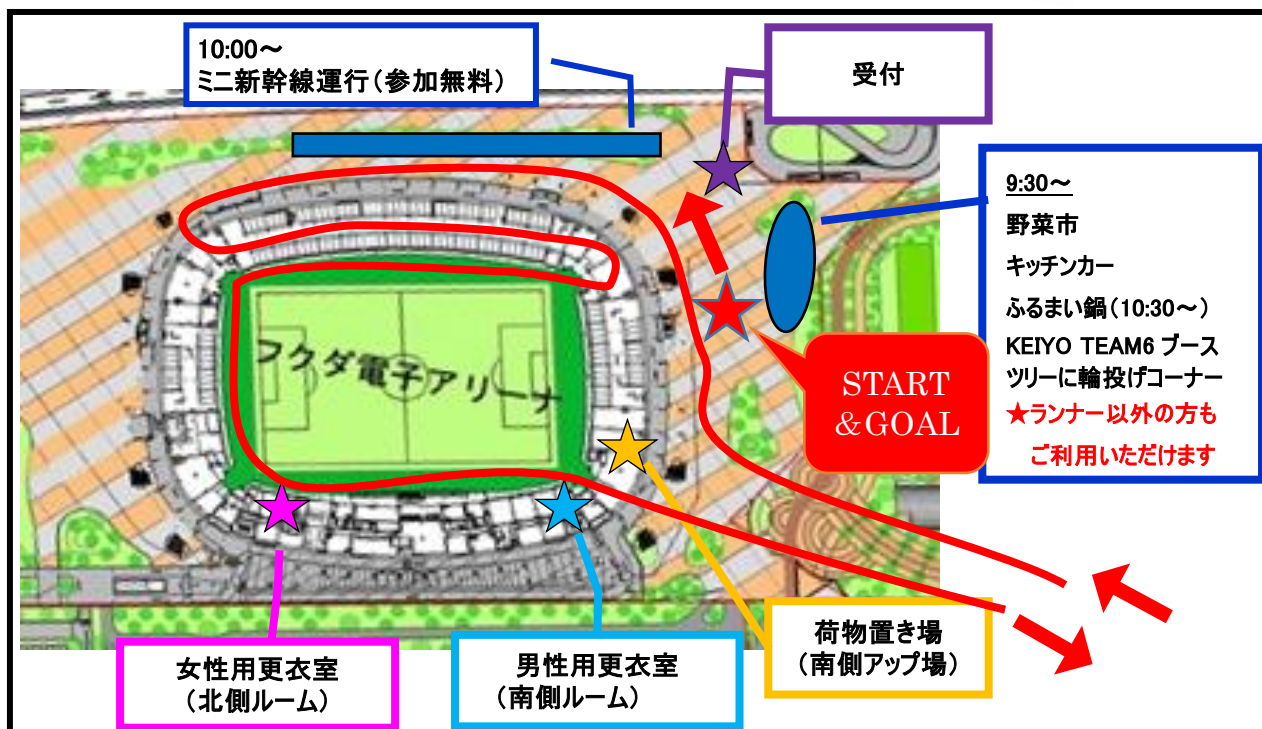 10:00～
ミニ新幹線運行（参加無料）
受付
9:30～
野菜市
キッチンカー
ふるまい鍋（10:30～）
KEIYO TEAM6 ブース
ツリーに輪投げコーナー
★ランナー以外の方も
ご利用いただけます
フクダ電子アリーナ
START
&GOAL
女性用更衣室
（北側ルーム）
男性用更衣室
（南側ルーム）
荷物置き場
（南側アップ場）